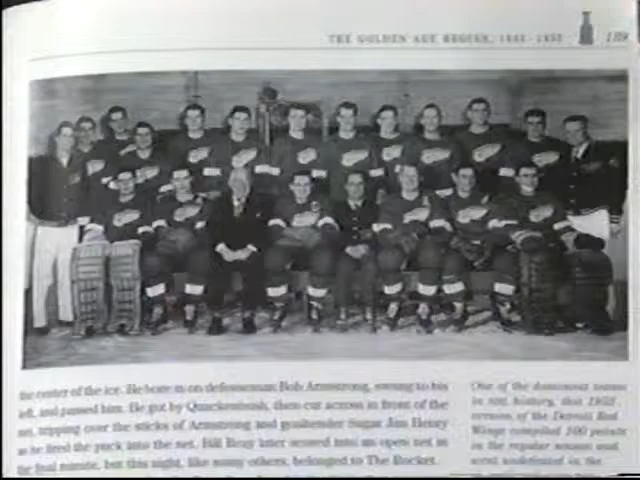 THE GOLDEN AGE BEGINS, 1942-1959
159
the center of the ice. He bore in on defenseman Bob Armstrong, swung to his
left, and passed him. He got by Quackenbush, then cut across in front of the
net, tripping over the sticks of Armstrong and goaltender Sugar Jim Henry
as he fired the puck into the net. Bill Reay later scored into an open net in
the final minute, but this night, like many others, belonged to The Rocket.
One of the dominant teams
in NHL history, that 1952
version of the Detroit Red
Wings compiled 100 points
in the regular season and
went undefeated in the